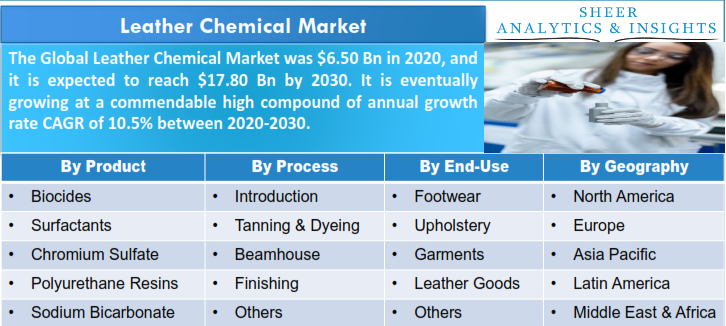 Leather Chemical Market
SHEER
ANALYTICS & INSIGHTS
The Global Leather Chemical Market was $6.50 Bn in 2020, and
it is expected to reach $17.80 Bn by 2030. It is eventually
growing at a commendable high compound of annual growth
rate CAGR of 10.5% between 2020-2030.
By Product By Process By End-Use By Geography
• Biocides • Introduction • Footwear • North America
• Surfactants • Tanning & Dyeing • Upholstery • Europe
• Chromium Sulfate • Beamhouse • Garments • Asia Pacific
• Polyurethane Resins • Finishing • Leather Goods • Latin America
• Sodium Bicarbonate • Others • Others • Middle East & Africa